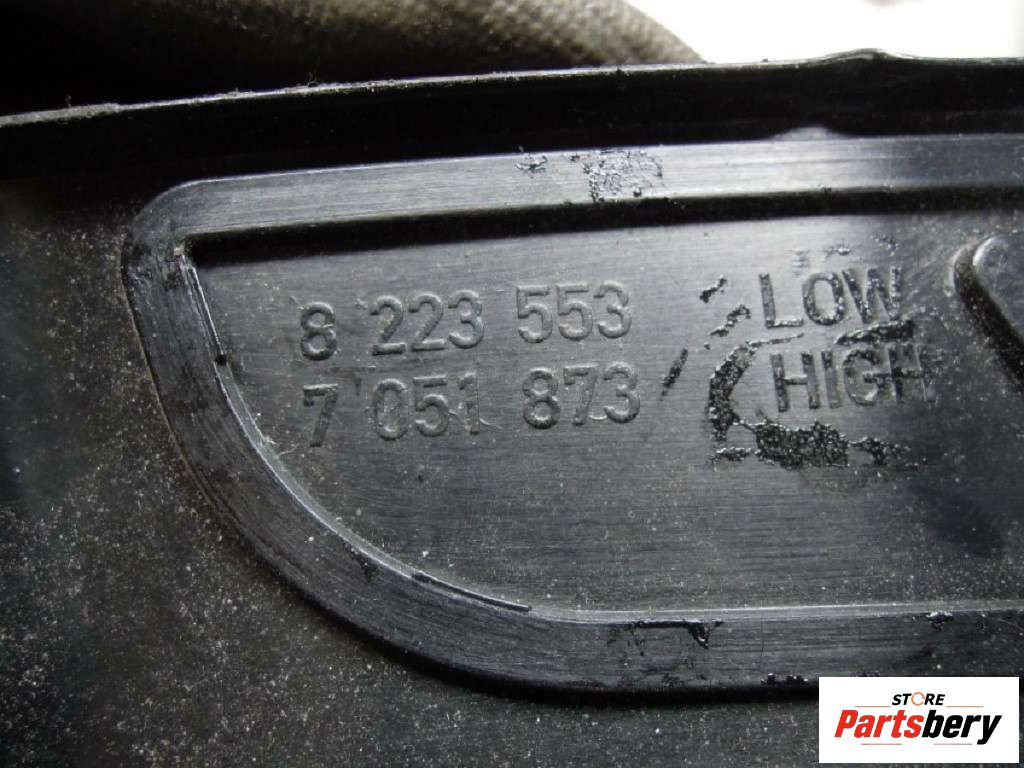 8 223 553 LOW
7 051 873 HIGH
STORE
Partsbery